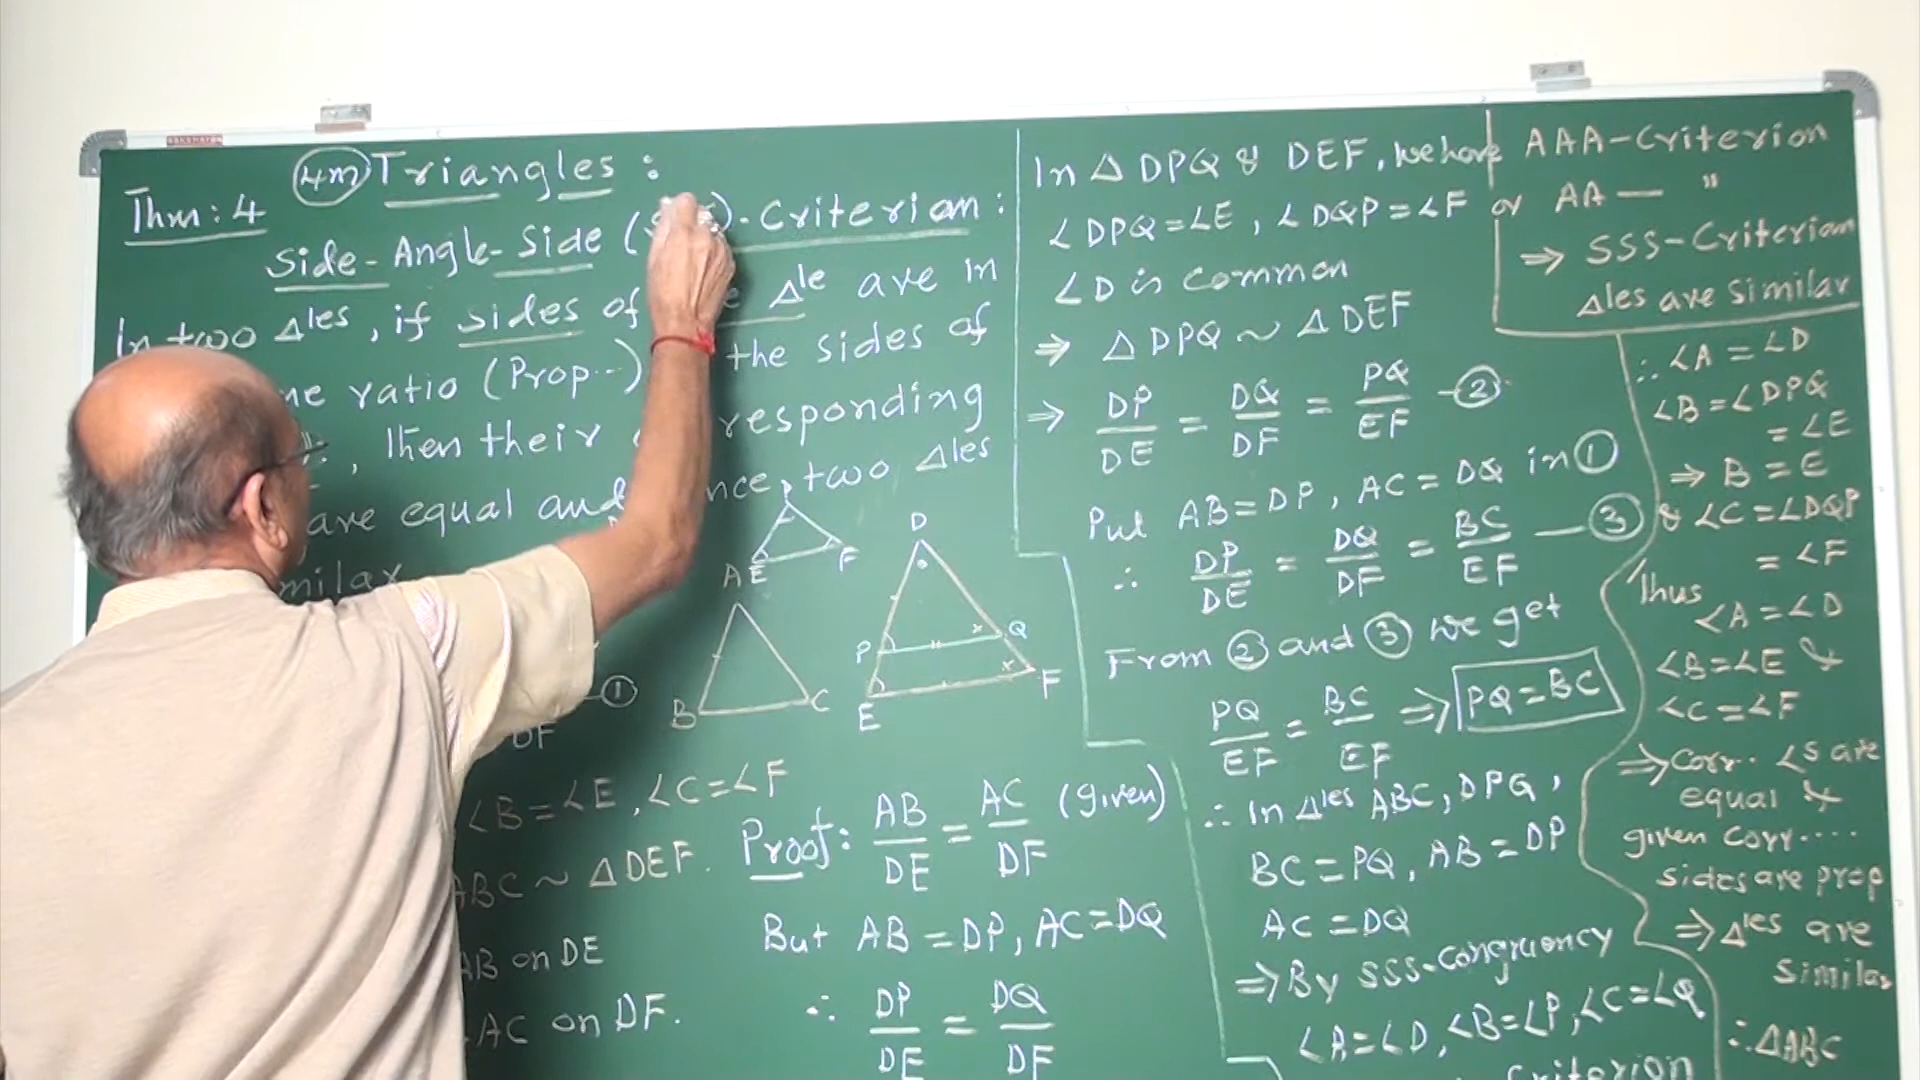 4m Triangles :
Thm : 4
Side - Angle - Side ( ) - Criterian :
In two Δles , if sides of Δle are in
ratio (Prop..) the sides of
, then their responding
are equal and two Δles
F
D
A E
P Q
B C E F
①
DF
∠B = ∠E , ∠C = ∠F
ABC ~ Δ DEF .
AB on DE
AC on DF .
Proof : AB/DE = AC/DF (given)
But AB = DP , AC = DQ
∴ DP/DE = DQ/DF
In Δ DPQ & DEF , we have
∠DPQ = ∠E , ∠DQP = ∠F
∠D is common
⇒ Δ DPQ ~ Δ DEF
⇒ DP/DE = DQ/DF = PQ/EF - ②
Put AB = DP , AC = DQ in ①
∴ DP/DE = DQ/DF = BC/EF — ③
From ② and ③ we get
PQ/EF = BC/EF ⇒ PQ = BC
∴ In Δles ABC , DPQ ,
BC = PQ , AB = DP
AC = DQ
⇒ By SSS - congruency
∠A = ∠D , ∠B = ∠P , ∠C = ∠Q
Criterion
AAA - Criterion
or AA — "
⇒ SSS - Criterian
Δles are similar
∴ ∠A = ∠D
∠B = ∠DPQ
= ∠E
⇒ B = E
& ∠C = ∠DQP
= ∠F
Thus
∠A = ∠D
∠B = ∠E &
∠C = ∠F
⇒ Corr.. ∠s are
equal &
given corr ....
sides are prop
⇒ Δles are
similar
∴ ΔABC